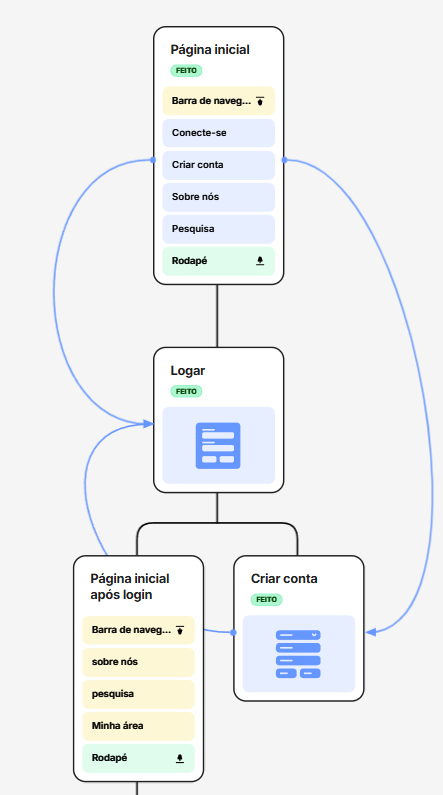 Página inicial
FEITO
Barra de naveg...
Conecte-se
Criar conta
Sobre nós
Pesquisa
Rodapé
Logar
FEITO
Página inicial
após login
Barra de naveg...
sobre nós
pesquisa
Minha área
Rodapé
Criar conta
FEITO